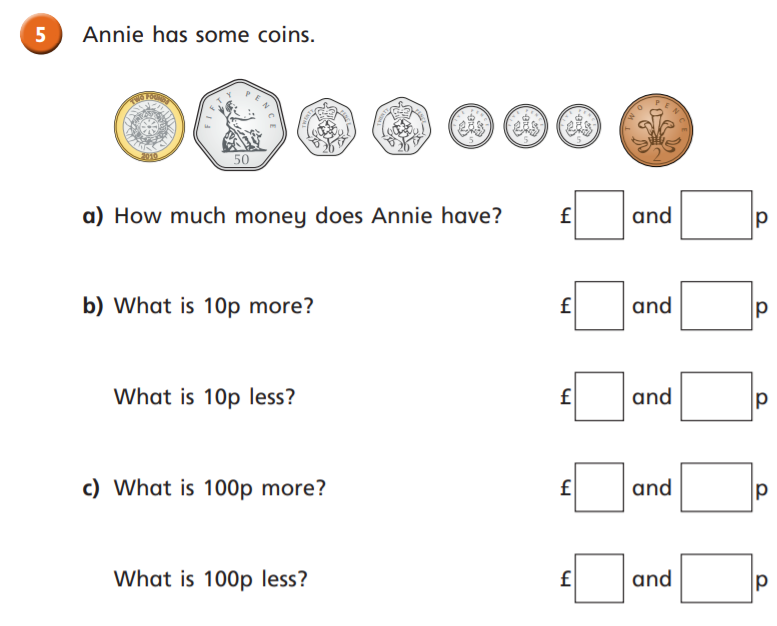 5 Annie has some coins.
TWO POUNDS 2010 FIFTY PENCE 50 20 20 5 5 5 TWO PENCE 2
a) How much money does Annie have? £ and p
b) What is 10p more? £ and p
What is 10p less? £ and p
c) What is 100p more? £ and p
What is 100p less? £ and p